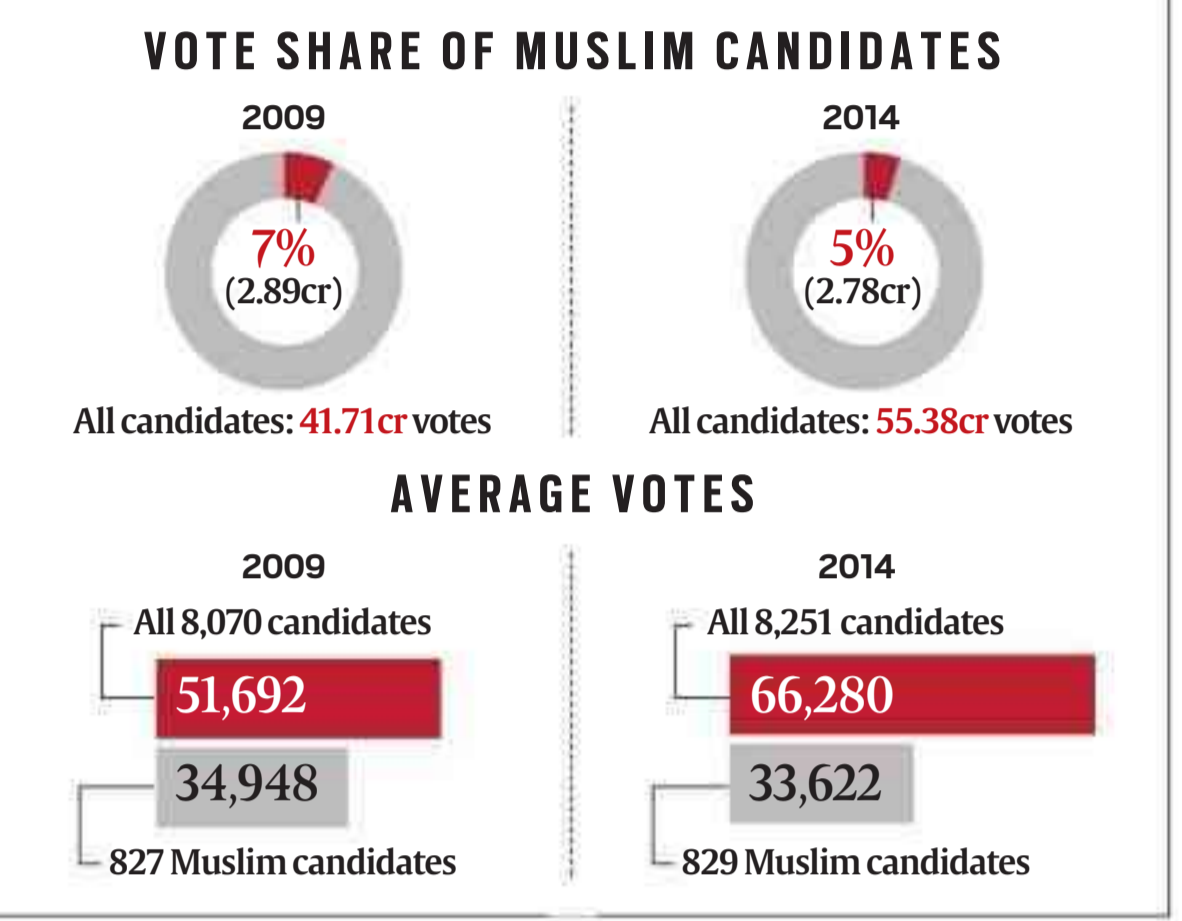 VOTE SHARE OF MUSLIM CANDIDATES
2009
7%
(2.89cr)
All candidates: 41.71cr votes
2014
5%
(2.78cr)
All candidates: 55.38cr votes
AVERAGE VOTES
2009
All 8,070 candidates
51,692
34,948
827 Muslim candidates
2014
All 8,251 candidates
66,280
33,622
829 Muslim candidates